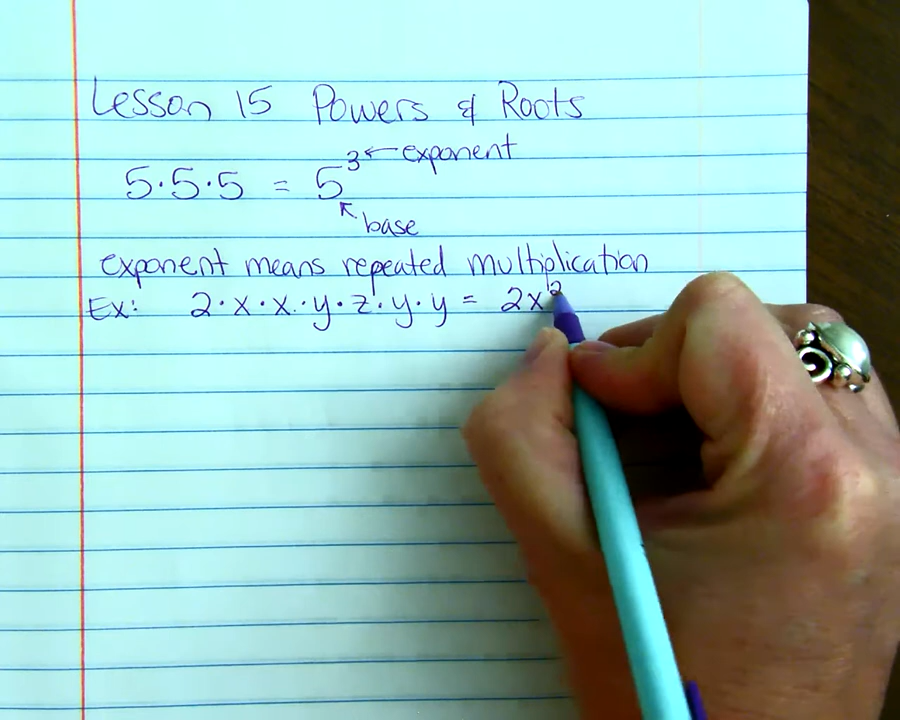 Lesson 15 Powers & Roots
5·5·5 = 5³ ← exponent
↖ base
exponent means repeated multiplication
Ex: 2·x·x·y·z·y·y = 2x²